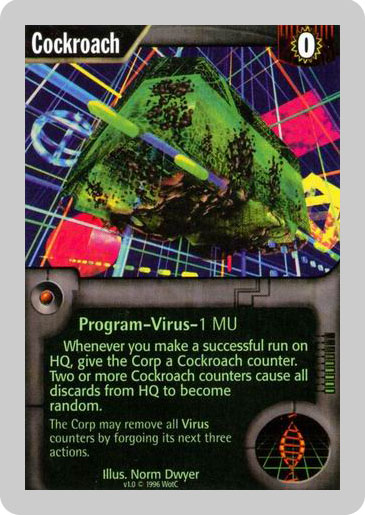 Cockroach
0
Program-Virus-1 MU
Whenever you make a successful run on
HQ, give the Corp a Cockroach counter.
Two or more Cockroach counters cause all
discards from HQ to become
random.
The Corp may remove all Virus
counters by forgoing its next three
actions.
Illus. Norm Dwyer
v1.0 © 1996 WotC